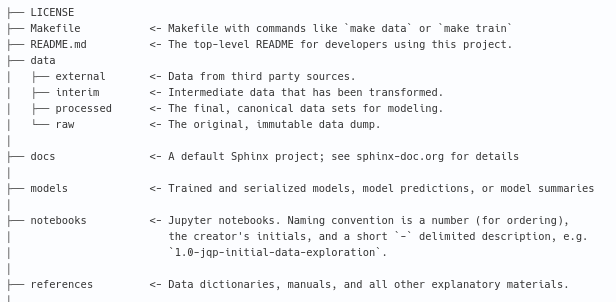 ├── LICENSE
├── Makefile           <- Makefile with commands like `make data` or `make train`
├── README.md          <- The top-level README for developers using this project.
├── data
│   ├── external       <- Data from third party sources.
│   ├── interim        <- Intermediate data that has been transformed.
│   ├── processed      <- The final, canonical data sets for modeling.
│   └── raw            <- The original, immutable data dump.
│
├── docs               <- A default Sphinx project; see sphinx-doc.org for details
│
├── models             <- Trained and serialized models, model predictions, or model summaries
│
├── notebooks          <- Jupyter notebooks. Naming convention is a number (for ordering),
│                         the creator's initials, and a short `-` delimited description, e.g.
│                         `1.0-jqp-initial-data-exploration`.
│
├── references         <- Data dictionaries, manuals, and all other explanatory materials.
│